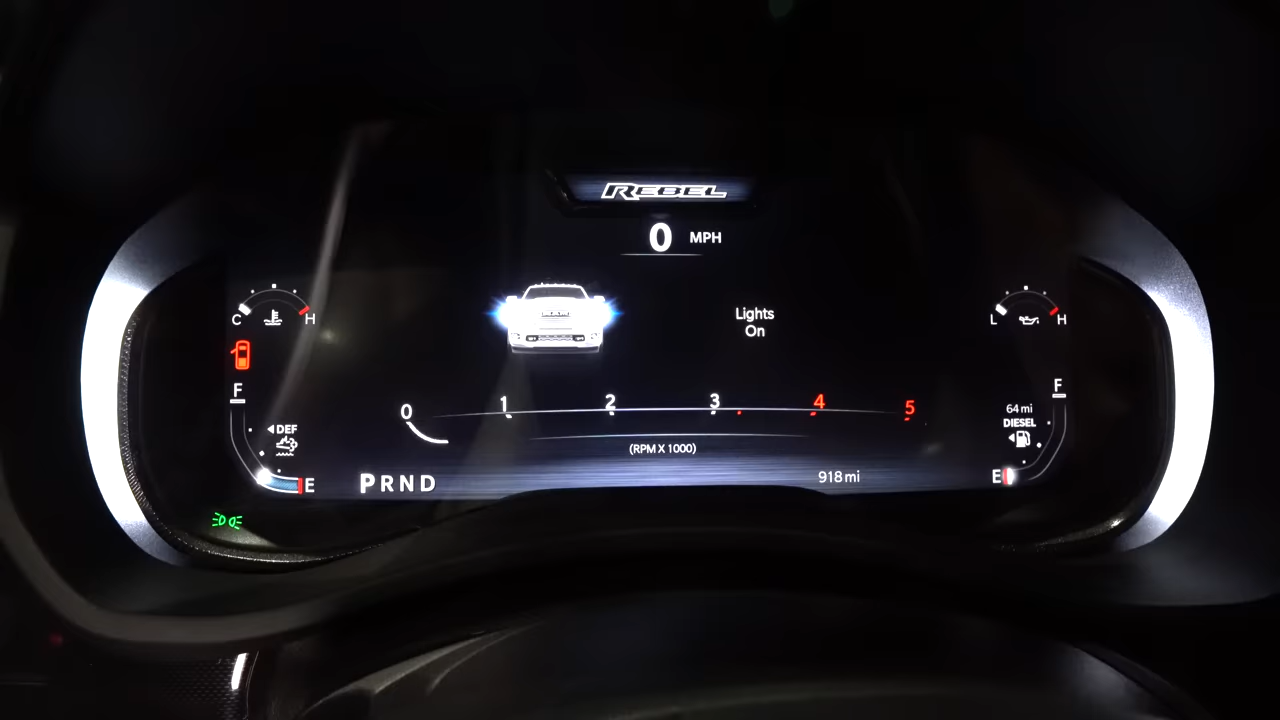 REBEL
0 MPH
RAM
Lights
On
C H
L H
F
F
64 mi
DIESEL
DEF
E
E
0 1 2 3 4 5
(RPM X 1000)
PRND
918 mi